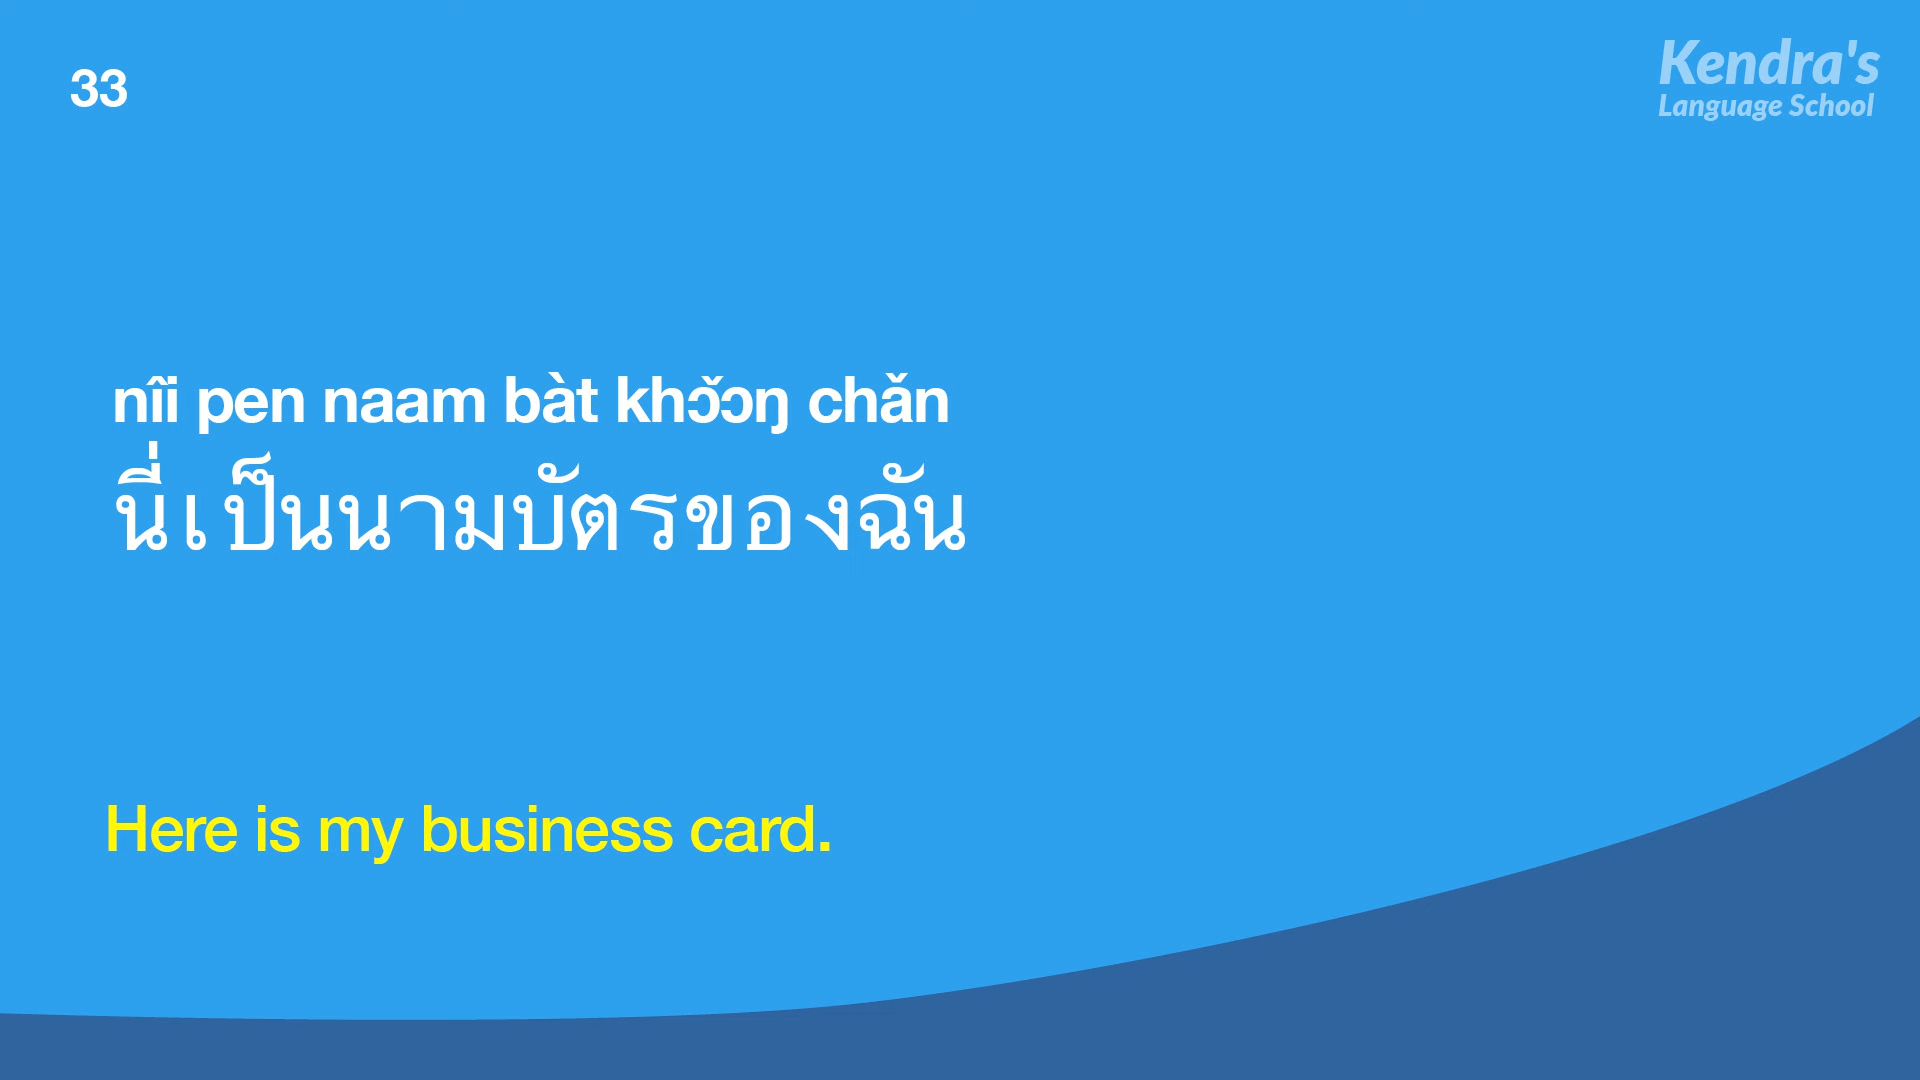 33
Kendra's
Language School
nîi pen naam bàt khɔ̌ɔŋ chǎn
นี่เป็นนามบัตรของฉัน
Here is my business card.